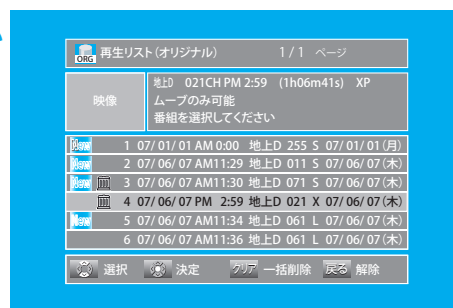 ORG 再生リスト(オリジナル) 1/1 ページ
映像
地上D 021CH PM 2:59 (1h06m41s) XP
ムーブのみ可能
番組を選択してください
New 1 07/01/01 AM 0:00 地上D 255 S 07/01/01(月)
New 2 07/06/07 AM11:29 地上D 011 S 07/06/07(木)
New 3 07/06/07 AM11:30 地上D 071 S 07/06/07(木)
4 07/06/07 PM 2:59 地上D 021 X 07/06/07(木)
New 5 07/06/07 AM11:34 地上D 061 L 07/06/07(木)
6 07/06/07 AM11:36 地上D 061 L 07/06/07(木)
選択 決定 クリア 一括削除 戻る 解除